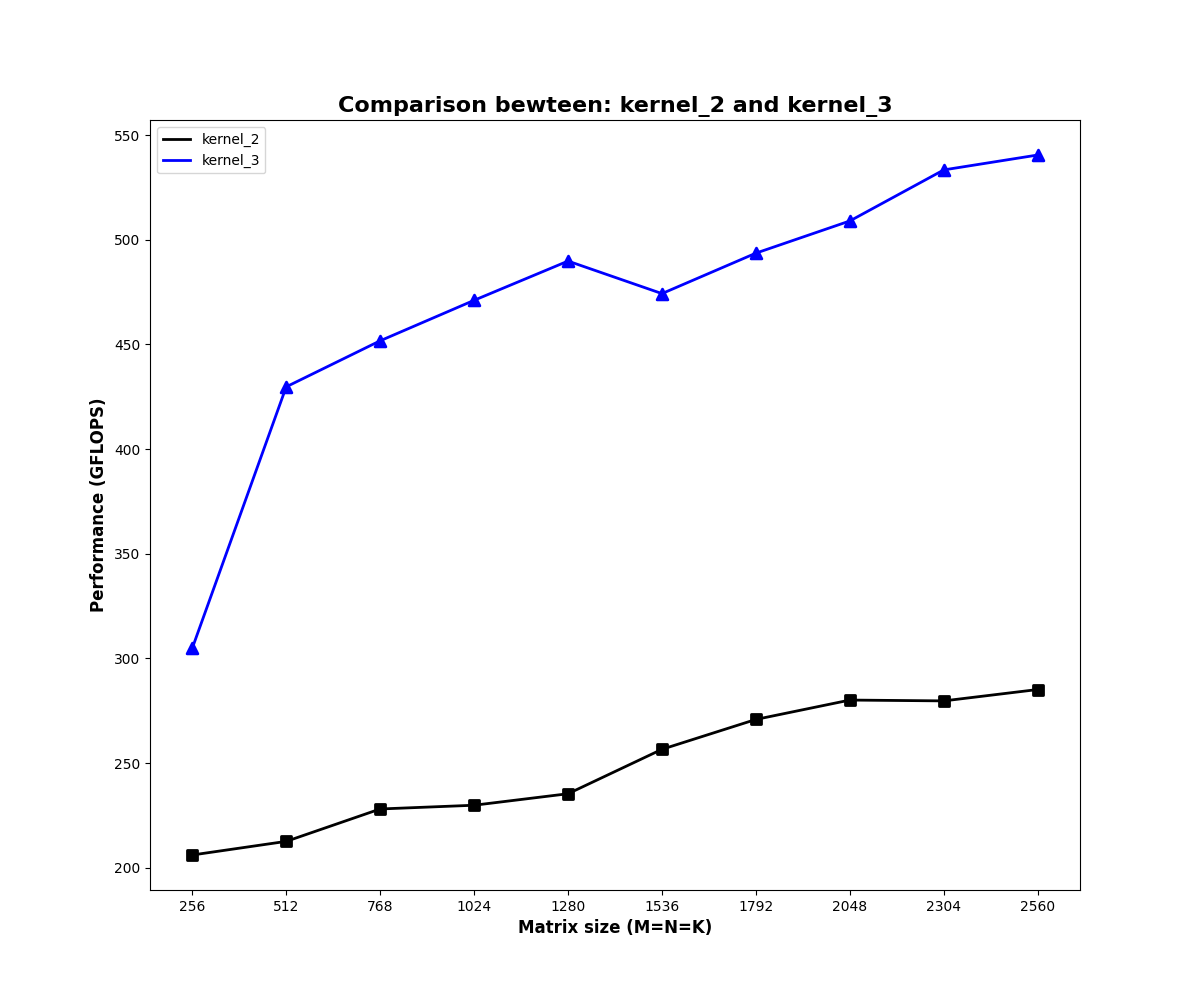 Comparison bewteen: kernel_2 and kernel_3
kernel_2
kernel_3
Performance (GFLOPS)
550
500
450
400
350
300
250
200
256 512 768 1024 1280 1536 1792 2048 2304 2560
Matrix size (M=N=K)